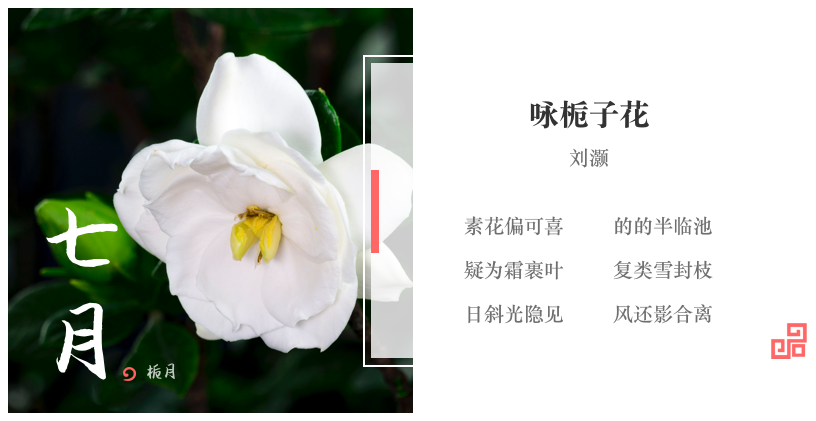 七月
栀月
咏栀子花
刘灏
素花偏可喜 的的半临池
疑为霜裹叶 复类雪封枝
日斜光隐见 风还影合离